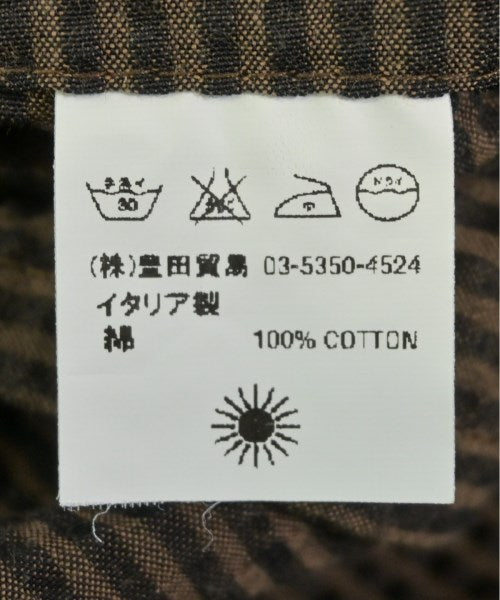 手洗イ 30 中 ドライ
(株)豊田貿易 03-5350-4524
イタリア製
綿 100% COTTON